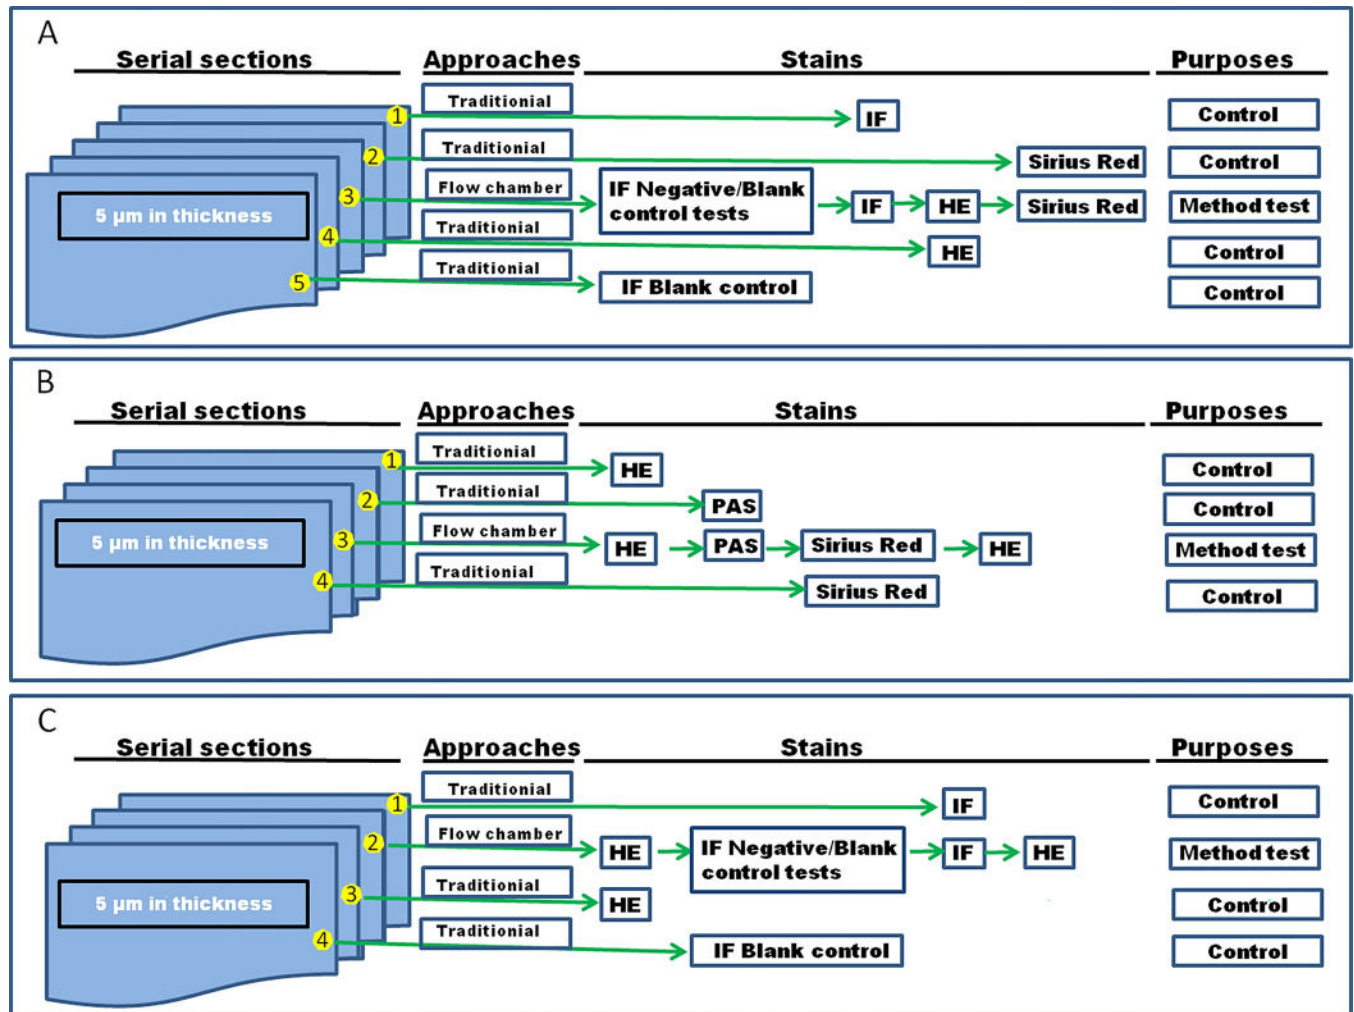 A
Serial sections Approaches Stains Purposes
1 Traditionial IF Control
2 Traditionial Sirius Red Control
3 Flow chamber IF Negative/Blank control tests IF HE Sirius Red Method test
5 µm in thickness
4 Traditionial HE Control
5 Traditionial IF Blank control Control
B
Serial sections Approaches Stains Purposes
1 Traditionial HE Control
2 Traditionial PAS Control
3 Flow chamber HE PAS Sirius Red HE Method test
5 µm in thickness
4 Traditionial Sirius Red Control
C
Serial sections Approaches Stains Purposes
1 Traditionial IF Control
2 Flow chamber HE IF Negative/Blank control tests IF HE Method test
3 Traditionial HE Control
5 µm in thickness
4 Traditionial IF Blank control Control